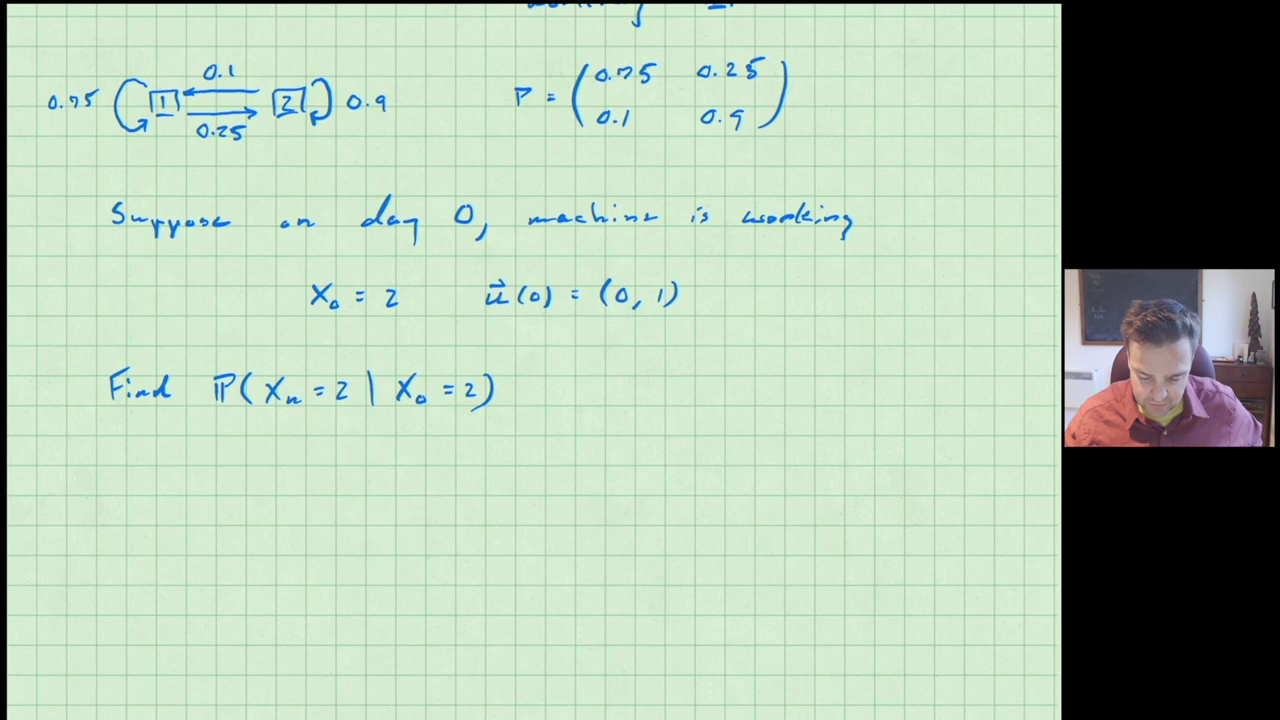 0.1
0.75 1 2 0.9
0.25
P = ( 0.75 0.25
0.1 0.9 )
Suppose on day 0, machine is working
X₀ = 2 u⃗(0) = (0, 1)
Find ℙ( Xₙ = 2 | X₀ = 2)